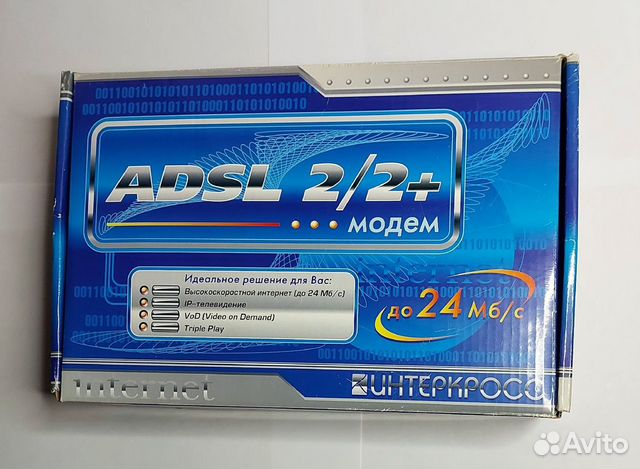 ADSL 2/2+
модем
Идеальное решение для Вас:
Высокоскоростной интернет (до 24 Мб/с)
IP-телевидение
VoD (Video on Demand)
Triple Play
internet
до 24 Мб/с
internet
ИНТЕРКРОСС
Avito